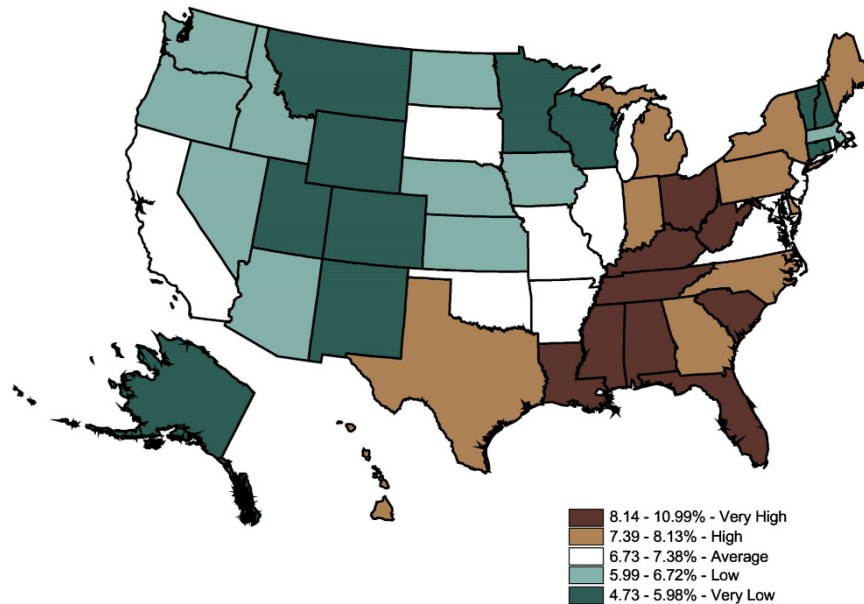 8.14 - 10.99% - Very High
7.39 - 8.13% - High
6.73 - 7.38% - Average
5.99 - 6.72% - Low
4.73 - 5.98% - Very Low